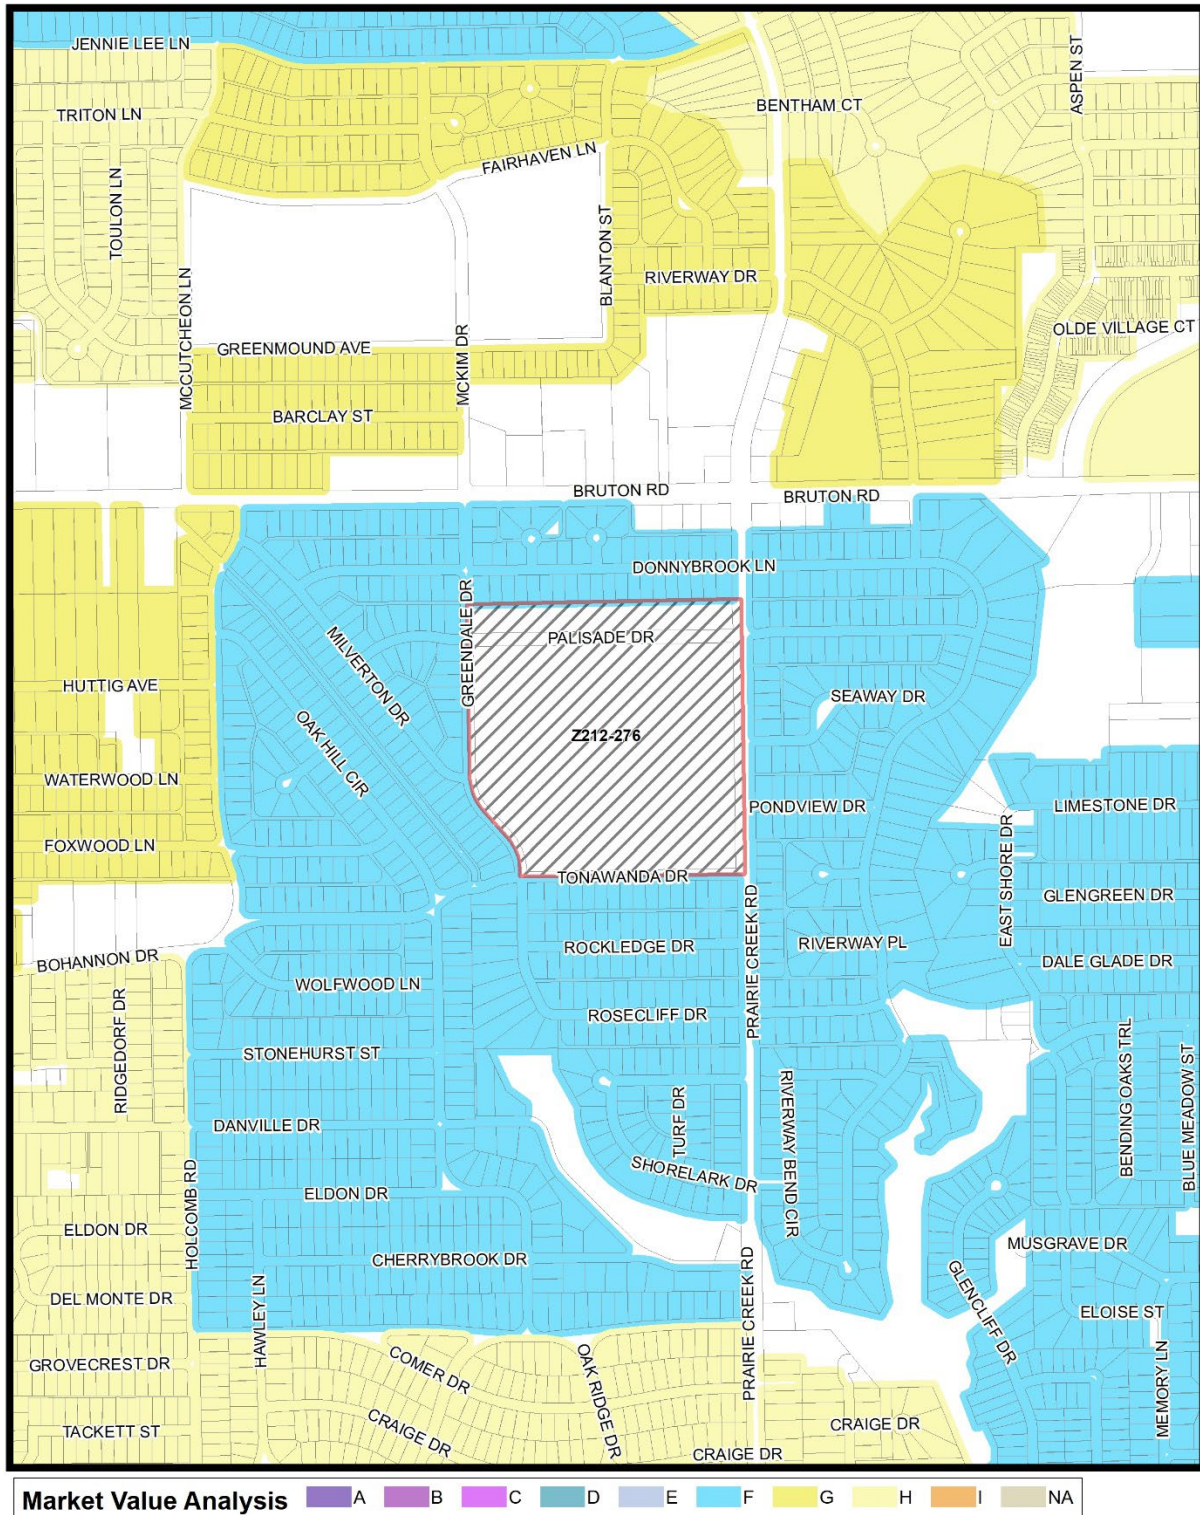 JENNIE LEE LN
ASPEN ST
TRITON LN
BENTHAM CT
FAIRHAVEN LN
TOULON LN
BLANTON ST
RIVERWAY DR
MCCUTCHEON LN
OLDE VILLAGE CT
GREENMOUND AVE
MCKIM DR
BARCLAY ST
BRUTON RD
BRUTON RD
DONNYBROOK LN
GREENDALE DR
PALISADE DR
MILVERTON DR
HUTTIG AVE
SEAWAY DR
OAK HILL CIR
Z212-276
WATERWOOD LN
PONDVIEW DR
LIMESTONE DR
FOXWOOD LN
EAST SHORE DR
TONAWANDA DR
GLENGREEN DR
PRAIRIE CREEK RD
ROCKLEDGE DR
RIVERWAY PL
BOHANNON DR
DALE GLADE DR
WOLFWOOD LN
RIDGEDORF DR
ROSECLIFF DR
STONEHURST ST
BENDING OAKS TRL
BLUE MEADOW ST
TURF DR
RIVERWAY BEND CIR
DANVILLE DR
SHORELARK DR
HOLCOMB RD
ELDON DR
ELDON DR
MUSGRAVE DR
CHERRYBROOK DR
DEL MONTE DR
HAWLEY LN
PRAIRIE CREEK RD
GLENCLIFF DR
ELOISE ST
GROVECREST DR
COMER DR
OAK RIDGE DR
MEMORY LN
TACKETT ST
CRAIGE DR
CRAIGE DR
CRAIGE DR
Market Value Analysis A B C D E F G H I NA